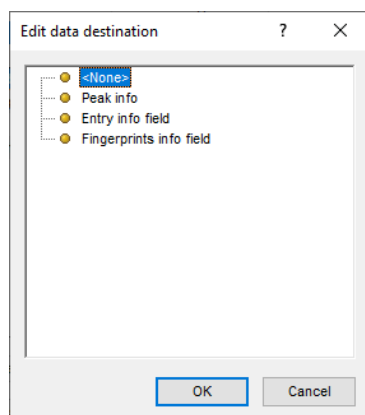 Edit data destination ?
<None>
Peak info
Entry info field
Fingerprints info field
OK Cancel